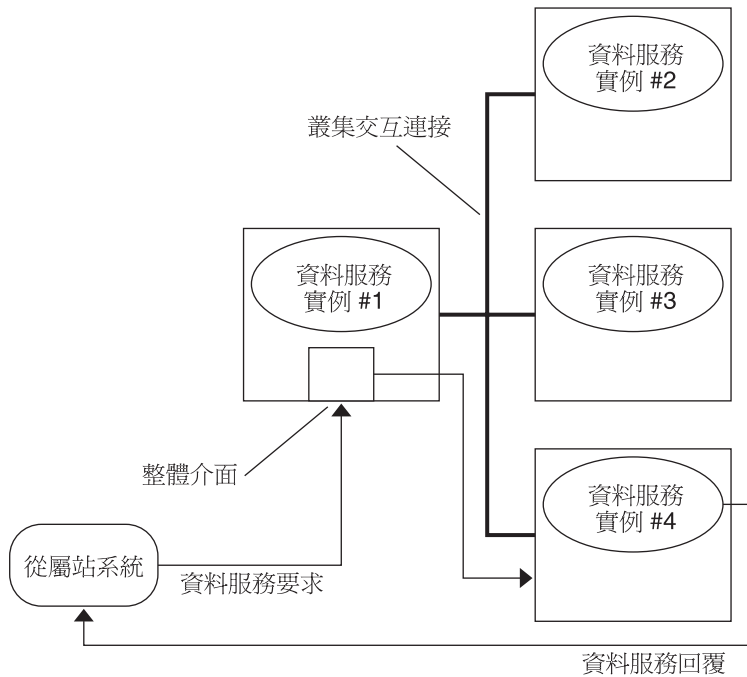 資料服務
實例 #2
叢集交互連接
資料服務
實例 #1
資料服務
實例 #3
整體介面
資料服務
實例 #4
從屬站系統
資料服務要求
資料服務回覆